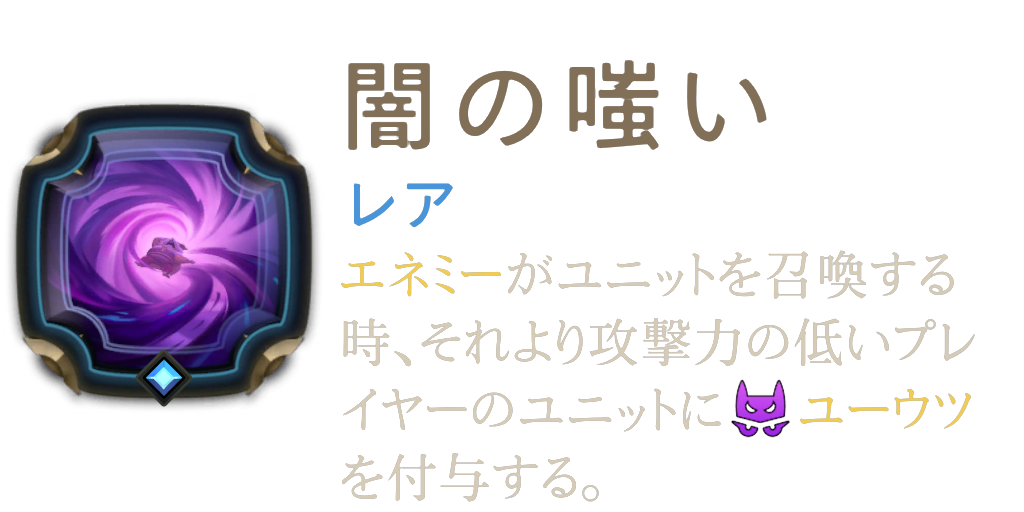 闇の嗤い
レア
エネミーがユニットを召喚する
時、それより攻撃力の低いプレ
イヤーのユニットにユーウツ
を付与する。